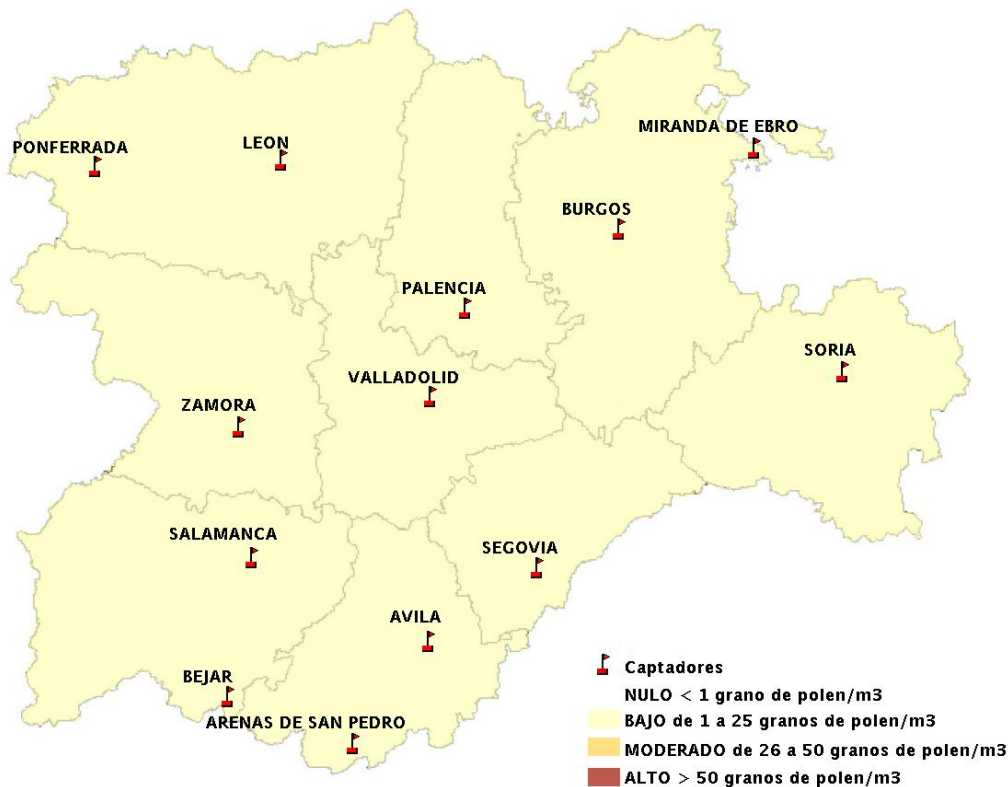 MIRANDA DE EBRO
PONFERRADA
LEON
BURGOS
PALENCIA
SORIA
VALLADOLID
ZAMORA
SALAMANCA
SEGOVIA
AVILA
BEJAR
ARENAS DE SAN PEDRO
Captadores
NULO < 1 grano de polen/m3
BAJO de 1 a 25 granos de polen/m3
MODERADO de 26 a 50 granos de polen/m3
ALTO > 50 granos de polen/m3